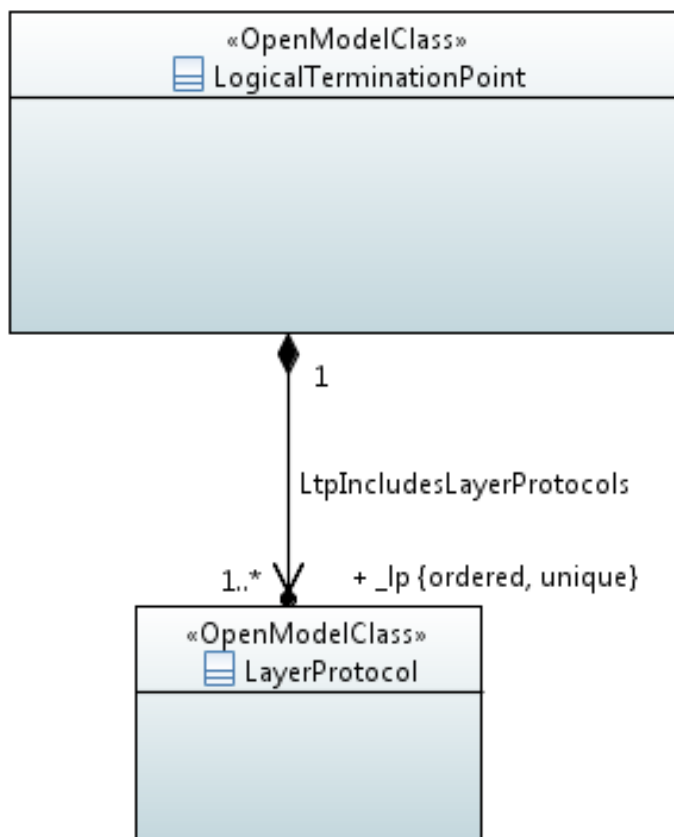 «OpenModelClass»
LogicalTerminationPoint
1
LtpIncludesLayerProtocols
1..* + _lp {ordered, unique}
«OpenModelClass»
LayerProtocol